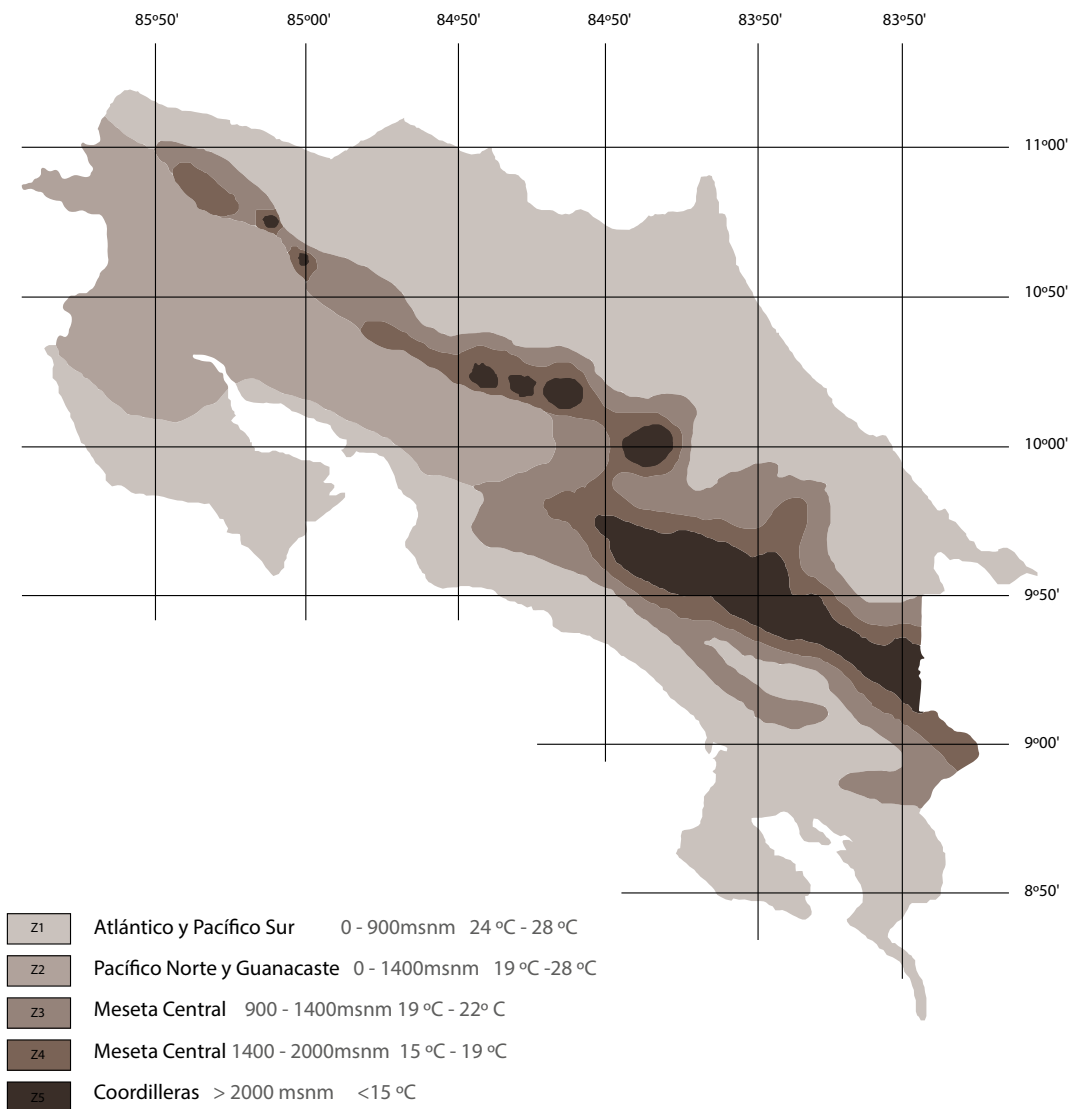 85º50' 85º00' 84º50' 84º50' 83º50' 83º50'
11º00'
10º50'
10º00'
9º50'
9º00'
8º50'
Z1 Atlántico y Pacífico Sur 0 - 900msnm 24 ºC - 28 ºC
Z2 Pacífico Norte y Guanacaste 0 - 1400msnm 19 ºC -28 ºC
Z3 Meseta Central 900 - 1400msnm 19 ºC - 22º C
Z4 Meseta Central 1400 - 2000msnm 15 ºC - 19 ºC
Z5 Coordilleras > 2000 msnm <15 ºC